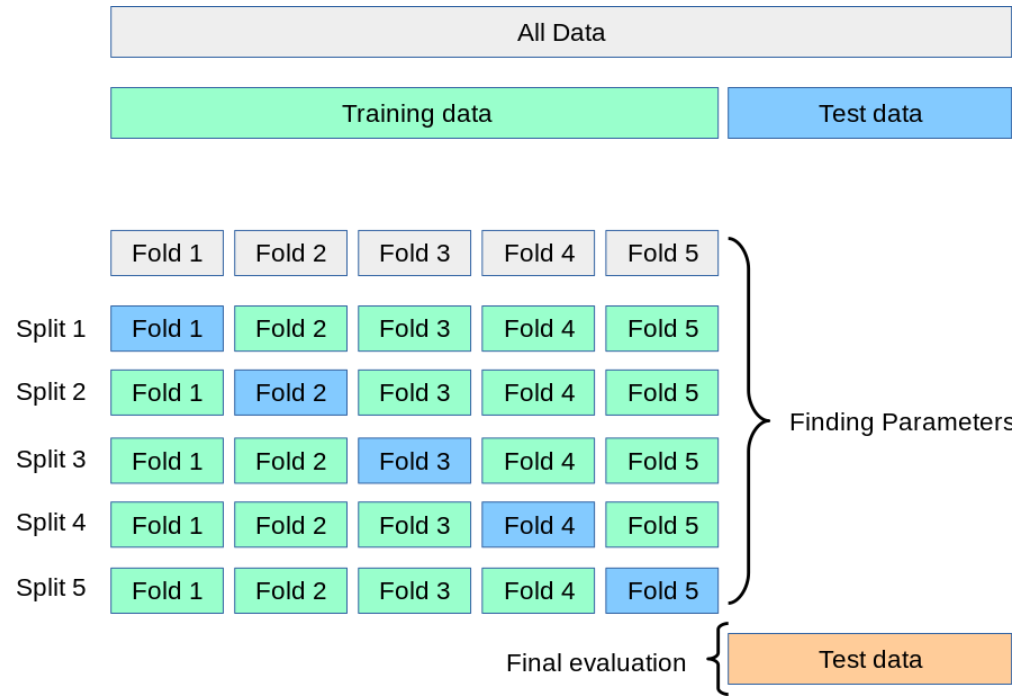 All Data
Training data Test data
Fold 1 Fold 2 Fold 3 Fold 4 Fold 5
Split 1 Fold 1 Fold 2 Fold 3 Fold 4 Fold 5
Split 2 Fold 1 Fold 2 Fold 3 Fold 4 Fold 5
Finding Parameters
Split 3 Fold 1 Fold 2 Fold 3 Fold 4 Fold 5
Split 4 Fold 1 Fold 2 Fold 3 Fold 4 Fold 5
Split 5 Fold 1 Fold 2 Fold 3 Fold 4 Fold 5
Final evaluation Test data